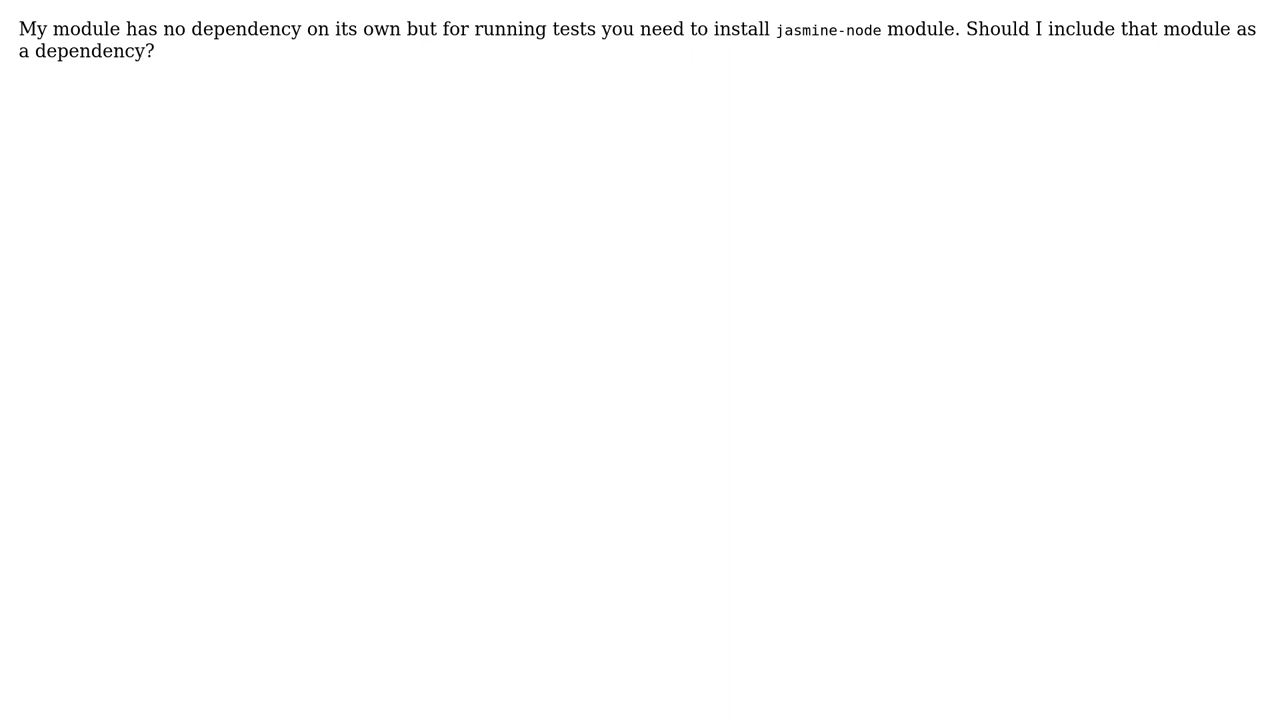 My module has no dependency on its own but for running tests you need to install jasmine-node module. Should I include that module as
a dependency?